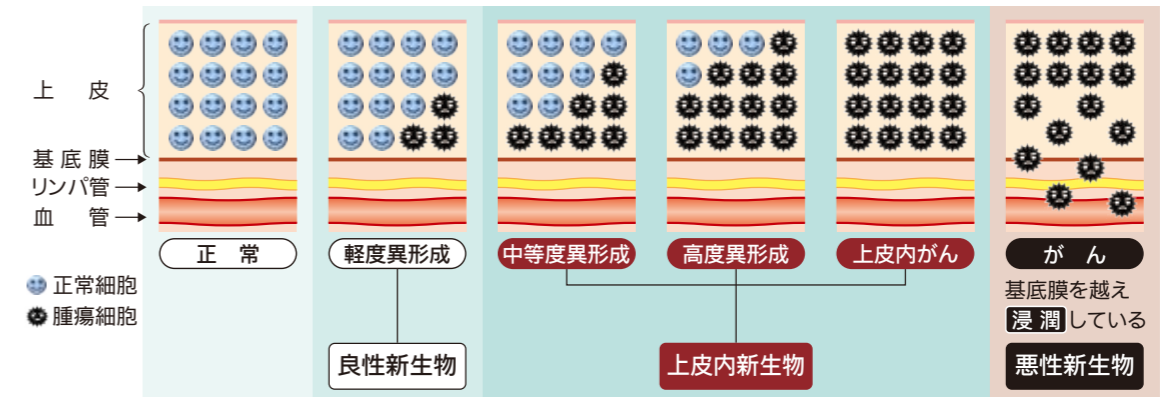 上皮
基底膜
リンパ管
血管
正常
軽度異形成
中等度異形成
高度異形成
上皮内がん
がん
正常細胞
腫瘍細胞
基底膜を越え
浸潤している
良性新生物
上皮内新生物
悪性新生物